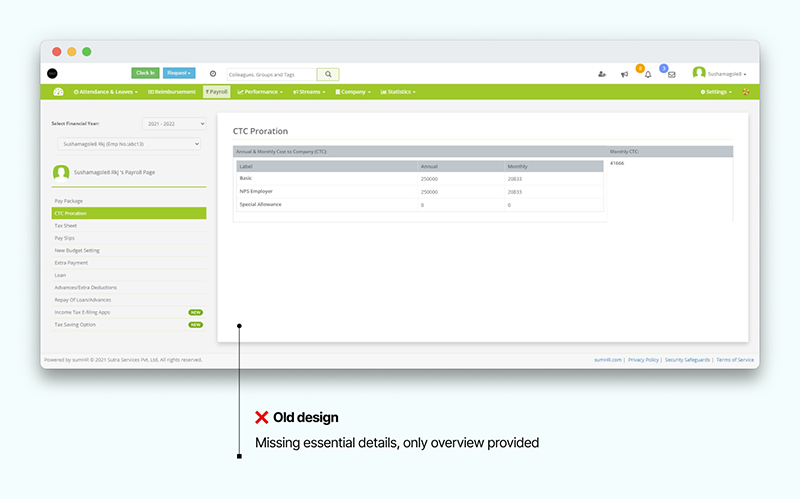 Clock In
Request
Colleagues, Groups and Tags
0
5
Sushamagole8
Attendance & Leaves
Reimbursement
₹ Payroll
Performance
Streams
Company
Statistics
Settings
Select Financial Year:
2021 - 2022
Sushamagole8 Rkj (Emp No:abc13)
Sushamagole8 Rkj 's Payroll Page
Pay Package
CTC Proration
Tax Sheet
Pay Slips
New Budget Setting
Extra Payment
Loan
Advances/Extra Deductions
Repay Of Loan/Advances
Income Tax E-filing Apps NEW
Tax Saving Option NEW
CTC Proration
Annual & Monthly Cost to Company (CTC): Monthly CTC:
41666
Label Annual Monthly
Basic 250000 20833
NPS Employer 250000 20833
Special Allowance 0 0
Powered by sumHR © 2021 Sutra Services Pvt. Ltd. All rights reserved.
sumHR.com | Privacy Policy | Security Safeguards | Terms of Service
Old design
Missing essential details, only overview provided